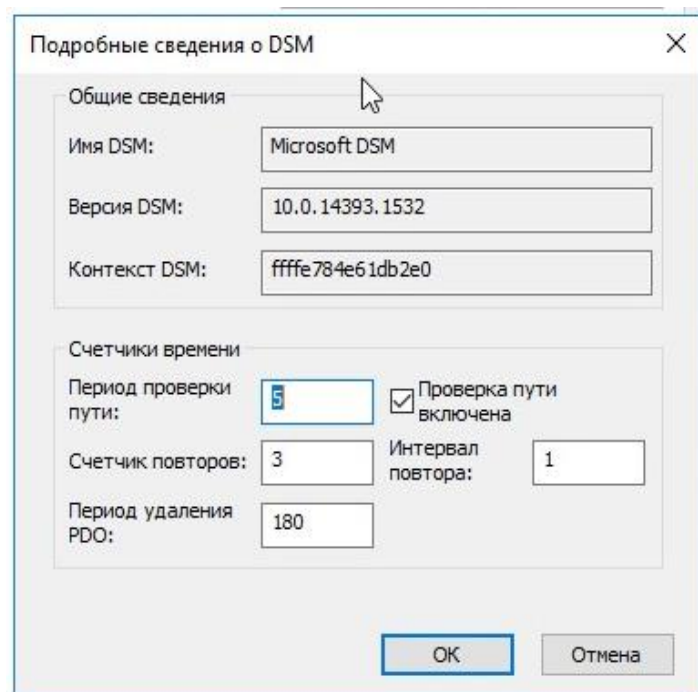 Подробные сведения о DSM
Общие сведения
Имя DSM:
Microsoft DSM
Версия DSM:
10.0.14393.1532
Контекст DSM:
ffffe784e61db2e0
Счетчики времени
Период проверки
пути:
5
Проверка пути
включена
Счетчик повторов:
3
Интервал
повтора:
1
Период удаления
PDO:
180
OK
Отмена